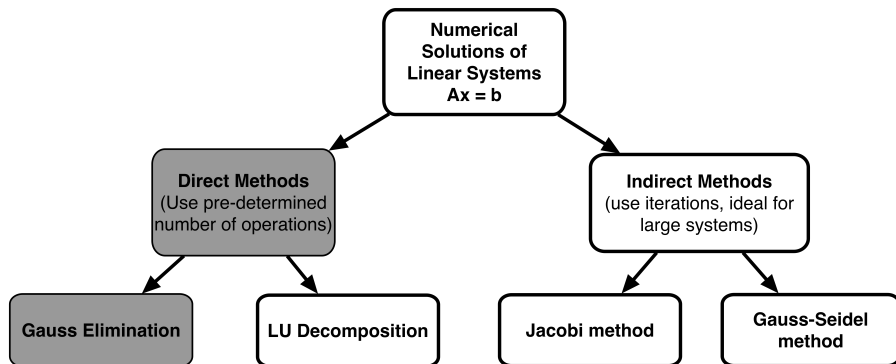 Numerical
Solutions of
Linear Systems
Ax = b
Direct Methods
(Use pre-determined
number of operations)
Indirect Methods
(use iterations, ideal for
large systems)
Gauss Elimination
LU Decomposition
Jacobi method
Gauss-Seidel
method